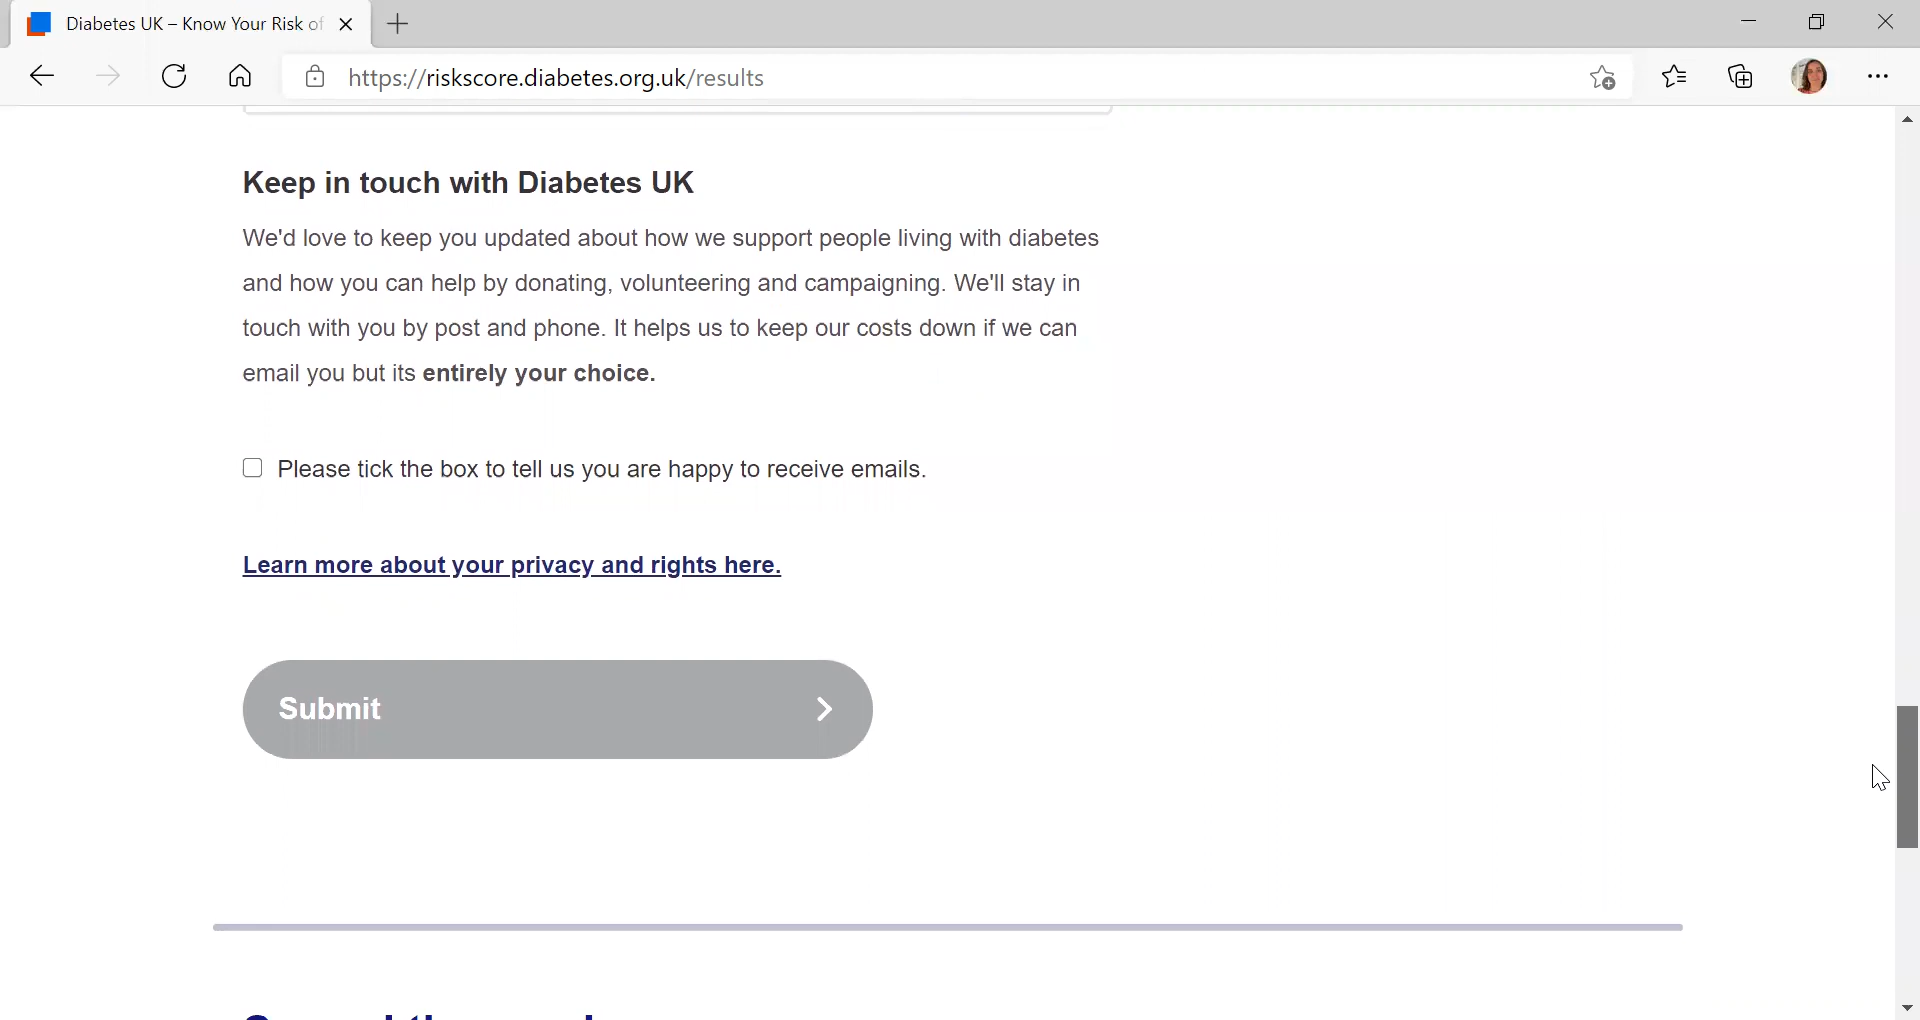 Diabetes UK – Know Your Risk of
https://riskscore.diabetes.org.uk/results
Keep in touch with Diabetes UK
We'd love to keep you updated about how we support people living with diabetes
and how you can help by donating, volunteering and campaigning. We'll stay in
touch with you by post and phone. It helps us to keep our costs down if we can
email you but its entirely your choice.
Please tick the box to tell us you are happy to receive emails.
Learn more about your privacy and rights here.
Submit